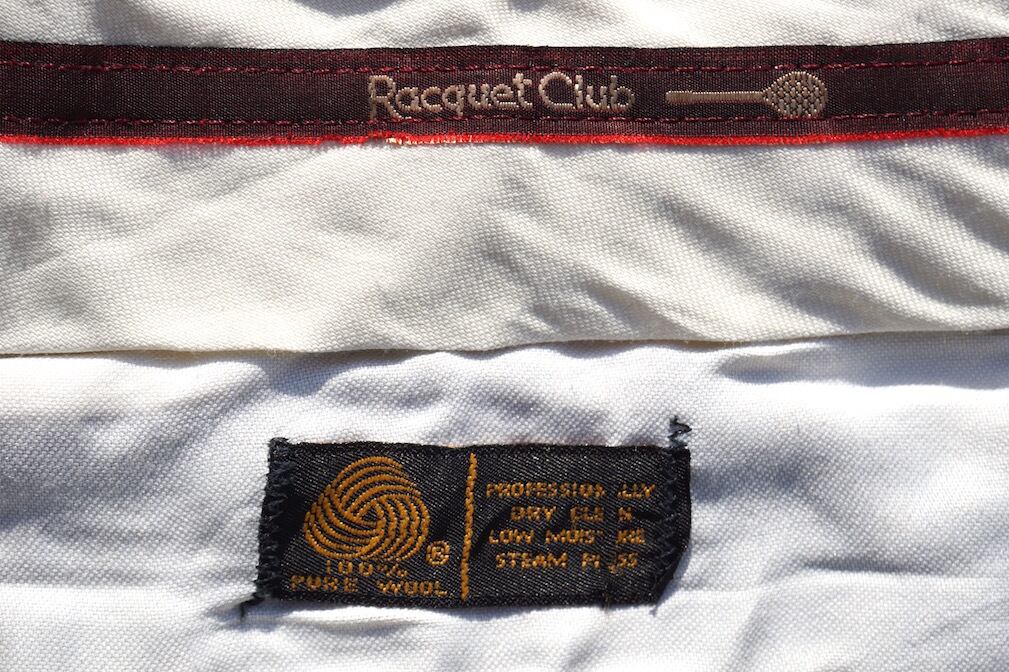 Racquet Club
100%
PURE WOOL
®
PROFESSIONALLY
DRY CLEAN
LOW MOISTURE
STEAM PRESS